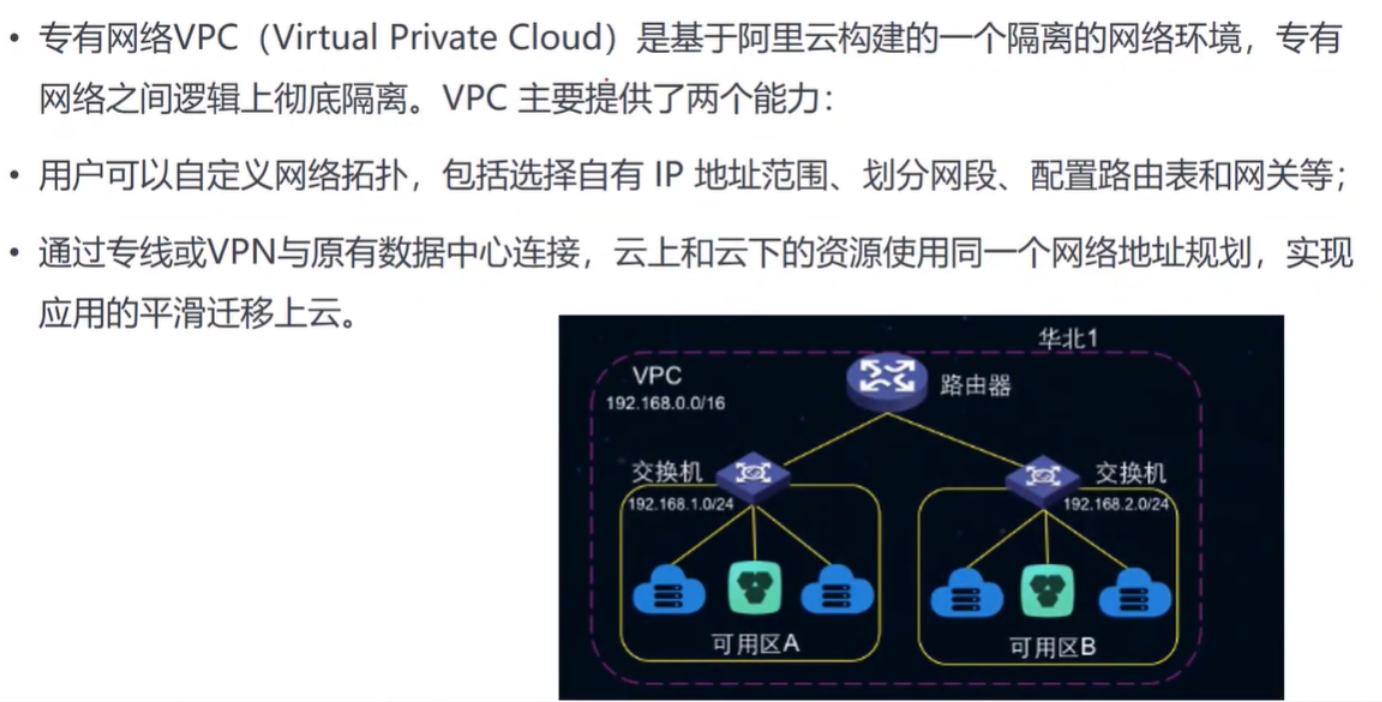 • 专有网络VPC（Virtual Private Cloud）是基于阿里云构建的一个隔离的网络环境，专有
网络之间逻辑上彻底隔离。VPC 主要提供了两个能力：
• 用户可以自定义网络拓扑，包括选择自有 IP 地址范围、划分网段、配置路由表和网关等；
• 通过专线或VPN与原有数据中心连接，云上和云下的资源使用同一个网络地址规划，实现
应用的平滑迁移上云。
华北1
VPC
192.168.0.0/16
路由器
交换机
192.168.1.0/24
交换机
192.168.2.0/24
可用区A
可用区B